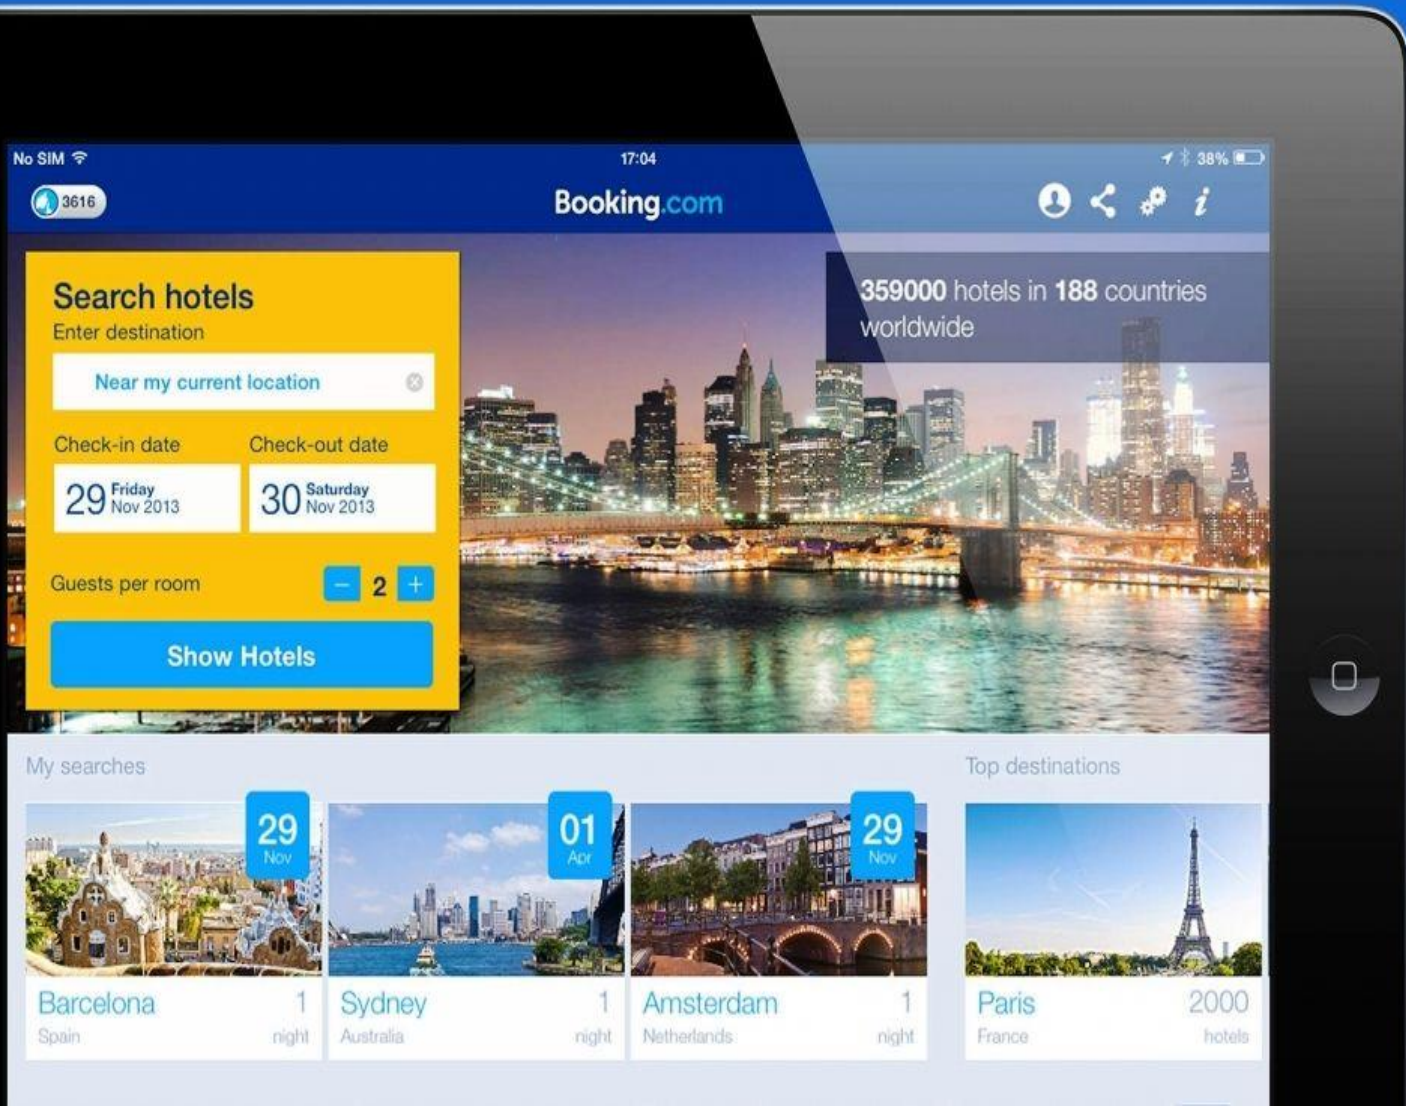 No SIM
17:04
38%
3616
Booking.com
Search hotels
Enter destination
Near my current location
Check-in date
Check-out date
29 Friday
Nov 2013
30 Saturday
Nov 2013
Guests per room
2
Show Hotels
359000 hotels in 188 countries
worldwide
My searches
29
Nov
Barcelona
1
Spain
night
01
Apr
Sydney
1
Australia
night
29
Nov
Amsterdam
1
Netherlands
night
Top destinations
Paris
2000
France
hotels